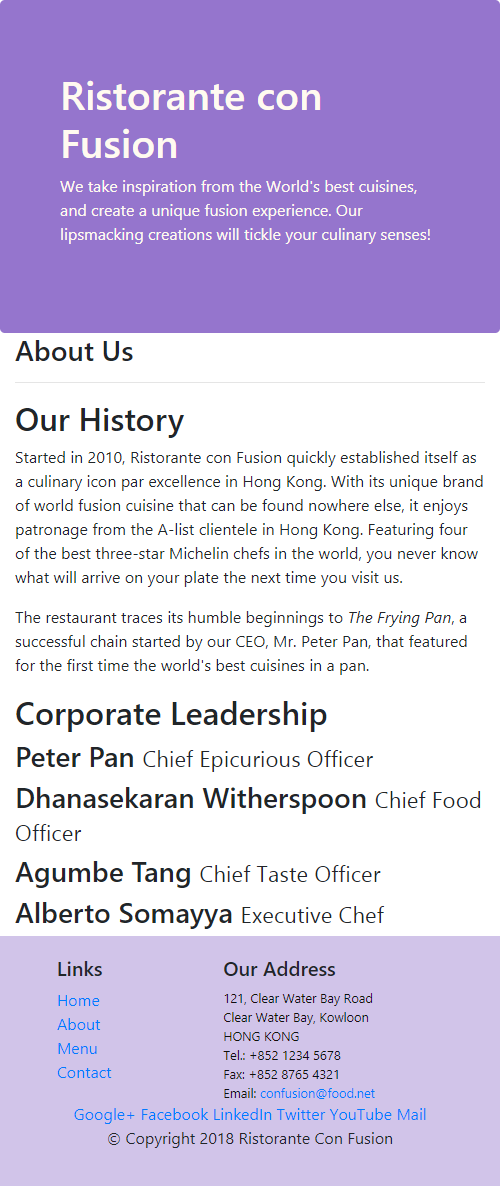 Ristorante con
Fusion
We take inspiration from the World's best cuisines,
and create a unique fusion experience. Our
lipsmacking creations will tickle your culinary senses!
About Us
Our History
Started in 2010, Ristorante con Fusion quickly established itself as
a culinary icon par excellence in Hong Kong. With its unique brand
of world fusion cuisine that can be found nowhere else, it enjoys
patronage from the A-list clientele in Hong Kong. Featuring four
of the best three-star Michelin chefs in the world, you never know
what will arrive on your plate the next time you visit us.
The restaurant traces its humble beginnings to The Frying Pan, a
successful chain started by our CEO, Mr. Peter Pan, that featured
for the first time the world's best cuisines in a pan.
Corporate Leadership
Peter Pan Chief Epicurious Officer
Dhanasekaran Witherspoon Chief Food
Officer
Agumbe Tang Chief Taste Officer
Alberto Somayya Executive Chef
Links
Home
About
Menu
Contact
Our Address
121, Clear Water Bay Road
Clear Water Bay, Kowloon
HONG KONG
Tel.: +852 1234 5678
Fax: +852 8765 4321
Email: confusion@food.net
Google+ Facebook LinkedIn Twitter YouTube Mail
© Copyright 2018 Ristorante Con Fusion